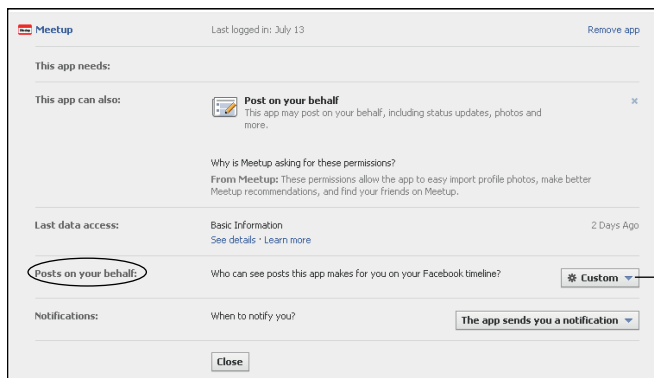 Meetup Last logged in: July 13 Remove app
This app needs:
This app can also: Post on your behalf ×
This app may post on your behalf, including status updates, photos and
more.
Why is Meetup asking for these permissions?
From Meetup: These permissions allow the app to easy import profile photos, make better
Meetup recommendations, and find your friends on Meetup.
Last data access: Basic Information 2 Days Ago
See details · Learn more
Posts on your behalf: Who can see posts this app makes for you on your Facebook timeline? Custom
Notifications: When to notify you? The app sends you a notification
Close